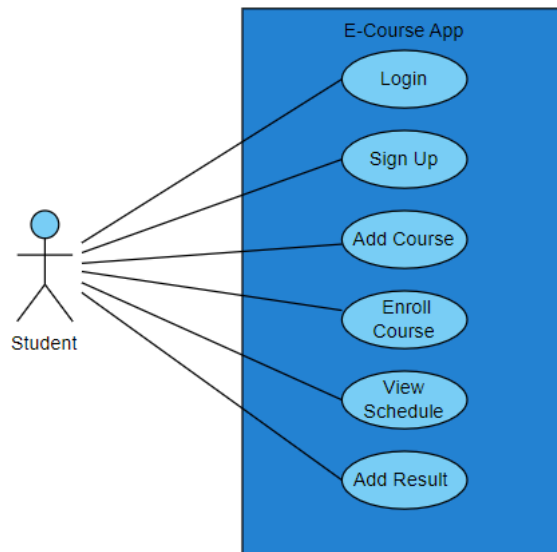 E-Course App
Login
Sign Up
Add Course
Enroll
Course
Student
View
Schedule
Add Result